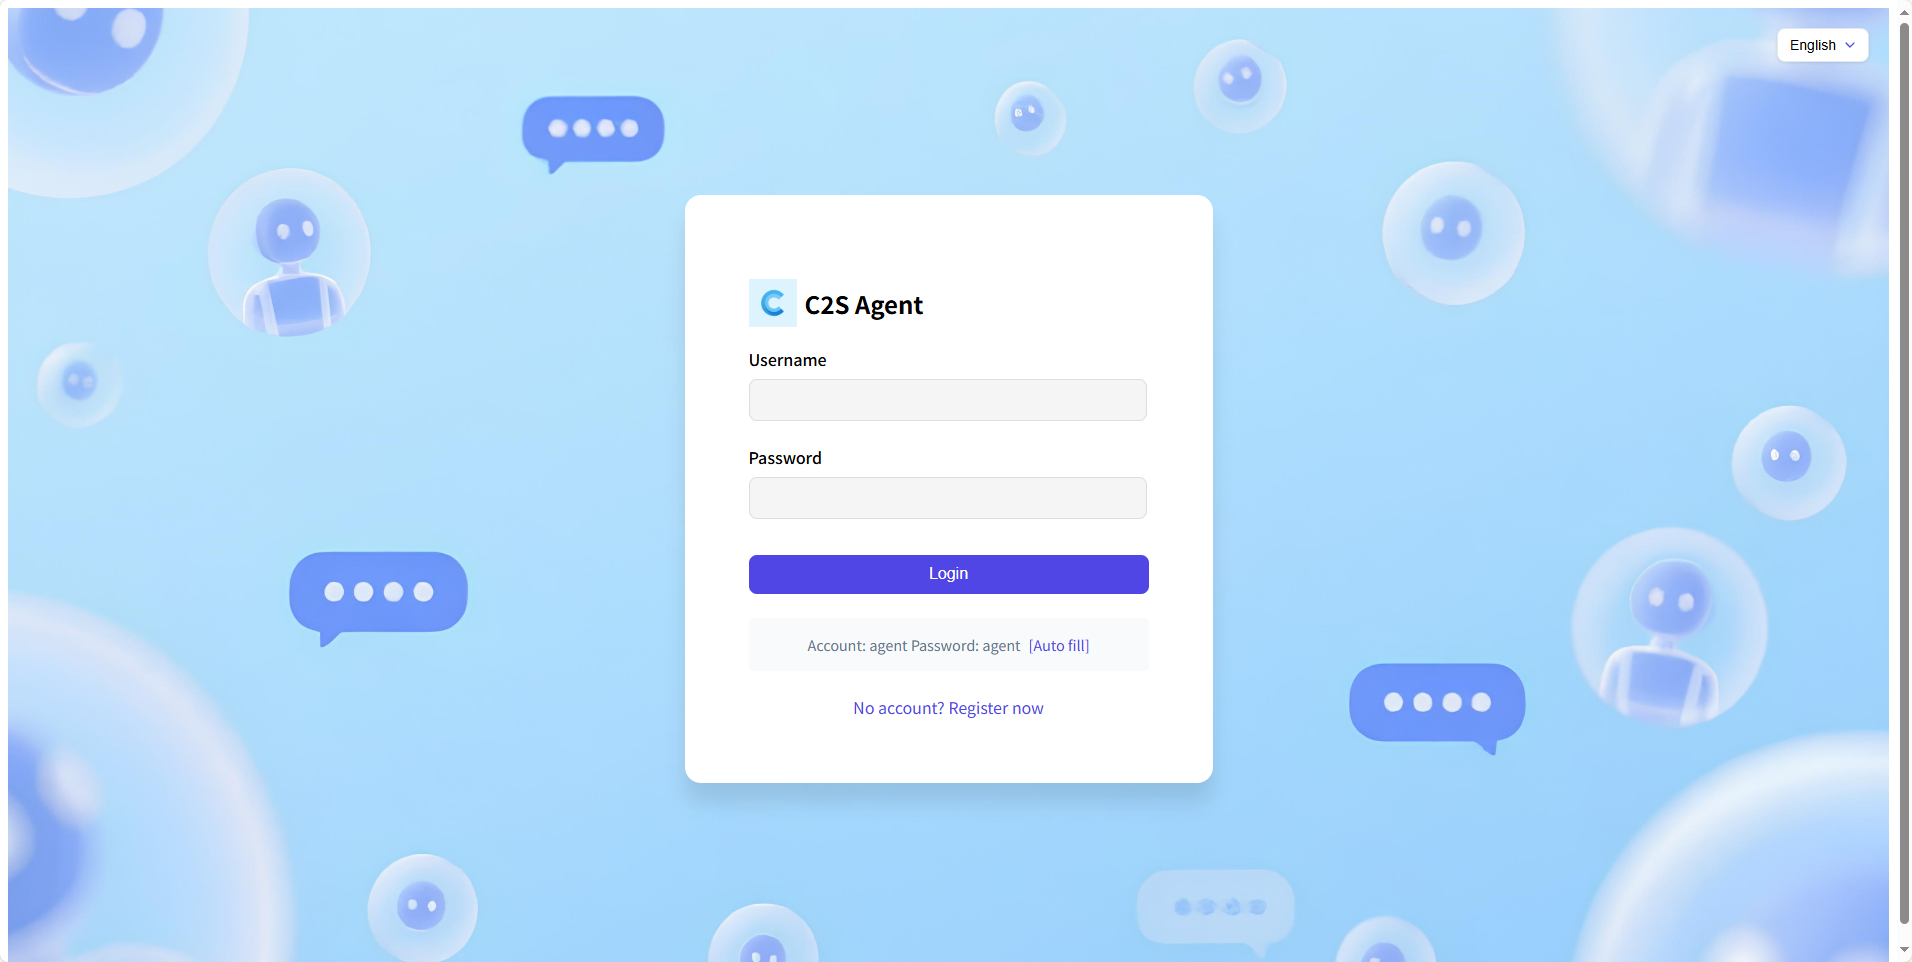 English
C2S Agent
Username
Password
Login
Account: agent Password: agent [Auto fill]
No account? Register now